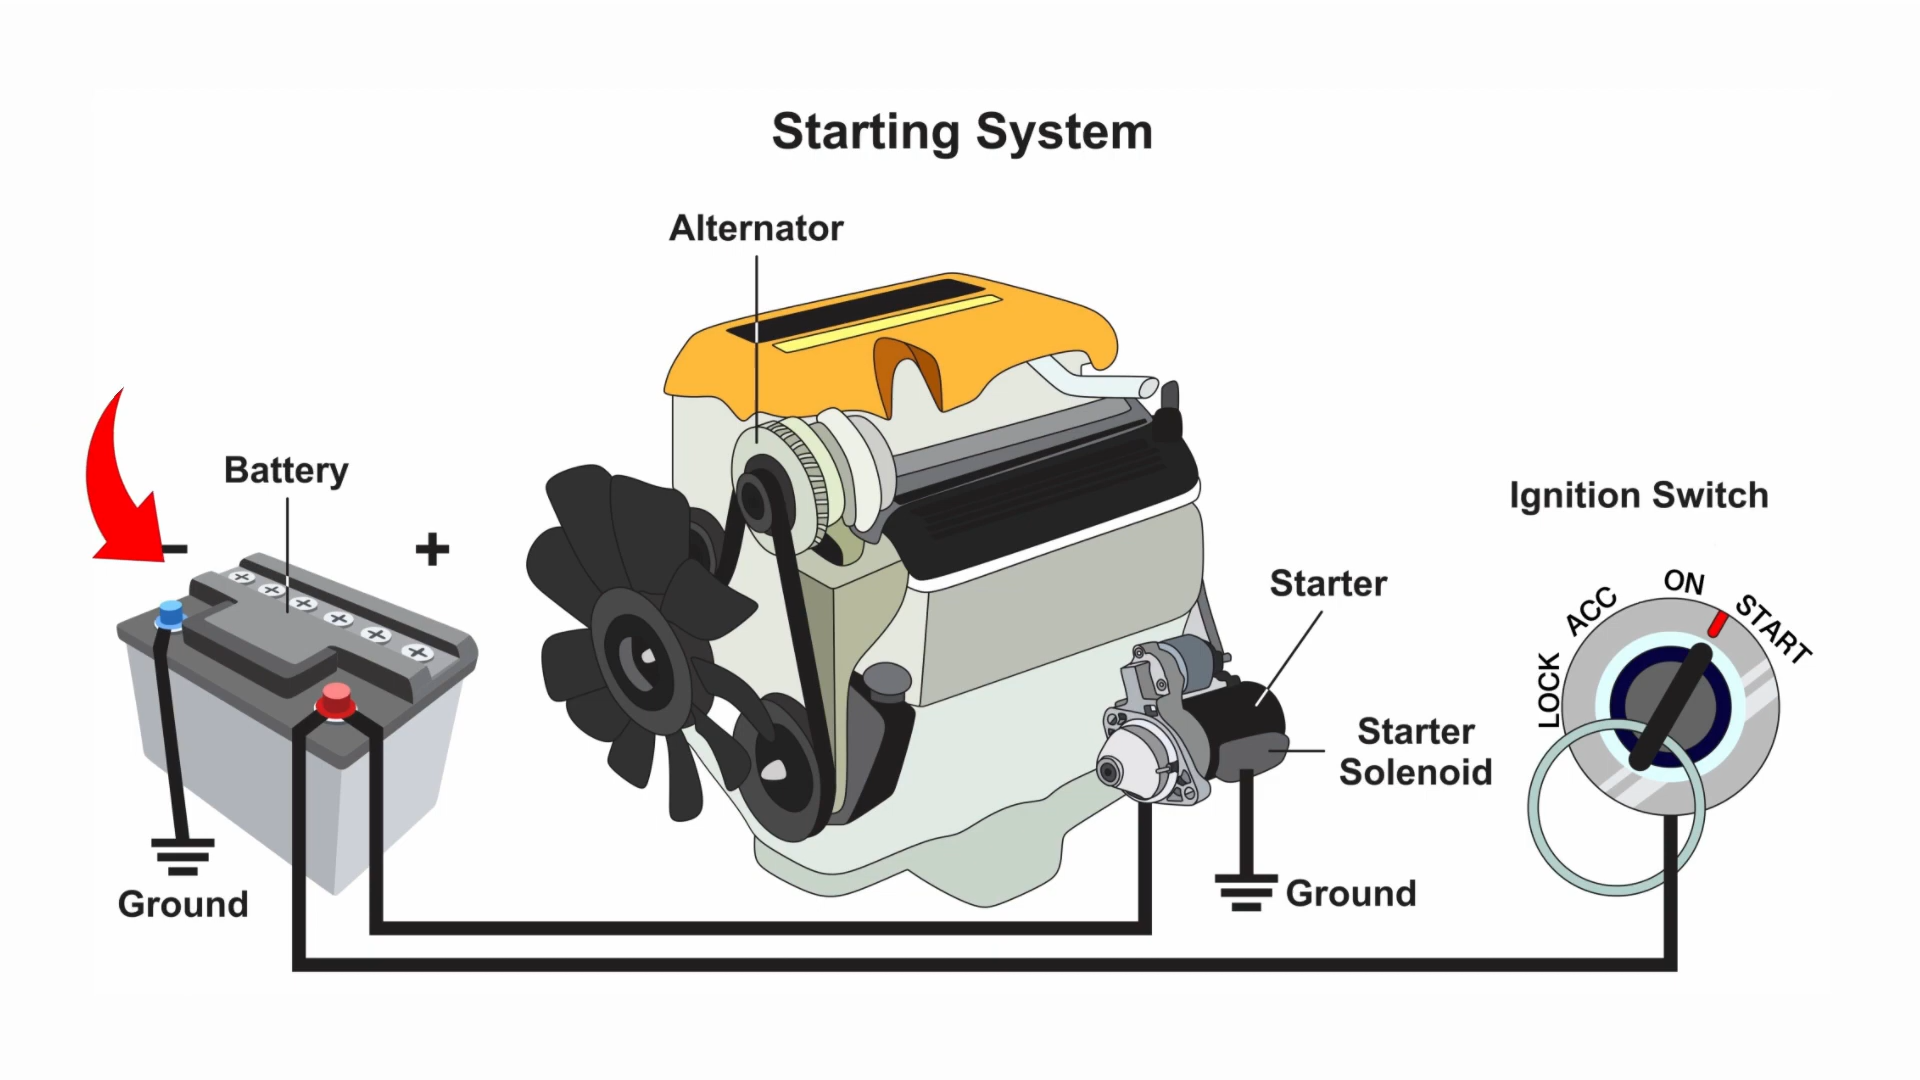 Starting System
Alternator
Battery
− +
Ignition Switch
Starter
ON
ACC
START
LOCK
Starter
Solenoid
Ground
Ground